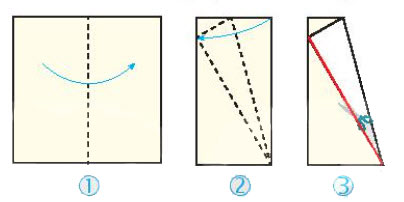 ① ② ③